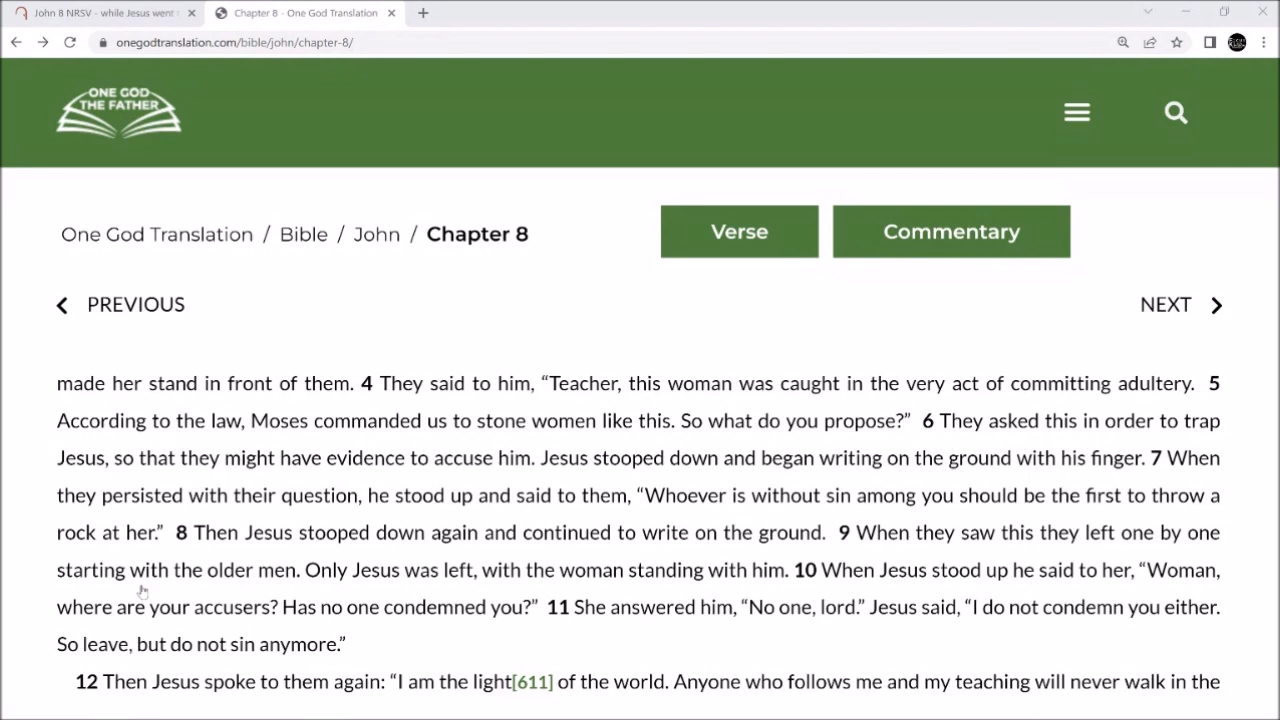 John 8 NRSV - while Jesus went
Chapter 8 - One God Translation
onegodtranslation.com/bible/john/chapter-8/
ONE GOD
THE FATHER
One God Translation / Bible / John / Chapter 8
Verse
Commentary
PREVIOUS
NEXT
made her stand in front of them. 4 They said to him, “Teacher, this woman was caught in the very act of committing adultery. 5
According to the law, Moses commanded us to stone women like this. So what do you propose?” 6 They asked this in order to trap
Jesus, so that they might have evidence to accuse him. Jesus stooped down and began writing on the ground with his finger. 7 When
they persisted with their question, he stood up and said to them, “Whoever is without sin among you should be the first to throw a
rock at her.” 8 Then Jesus stooped down again and continued to write on the ground. 9 When they saw this they left one by one
starting with the older men. Only Jesus was left, with the woman standing with him. 10 When Jesus stood up he said to her, “Woman,
where are your accusers? Has no one condemned you?” 11 She answered him, “No one, lord.” Jesus said, “I do not condemn you either.
So leave, but do not sin anymore.”
12 Then Jesus spoke to them again: “I am the light[611] of the world. Anyone who follows me and my teaching will never walk in the